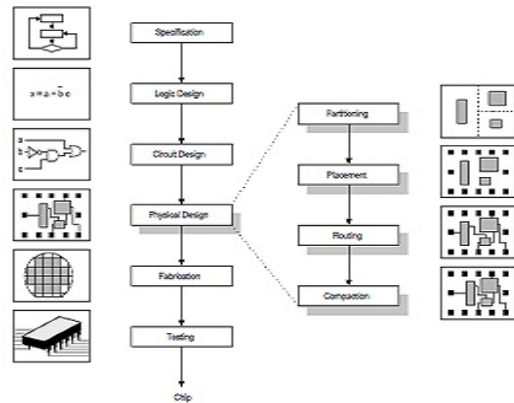 Specification
Logic Design
x = a + b̅ c
Circuit Design
a
b
c
Physical Design
Fabrication
Testing
Chip
Partitioning
Placement
Routing
Compaction